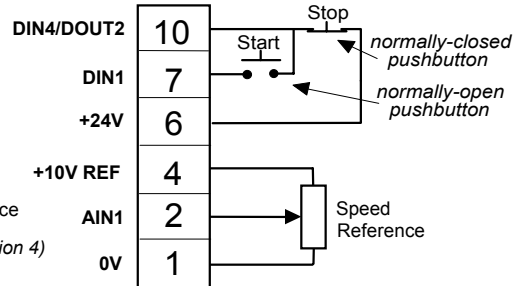 DIN4/DOUT2 10 Stop
Start normally-closed
pushbutton
DIN1 7
normally-open
pushbutton
+24V 6
+10V REF 4
ce
AIN1 2 Speed
Reference
ion 4)
0V 1